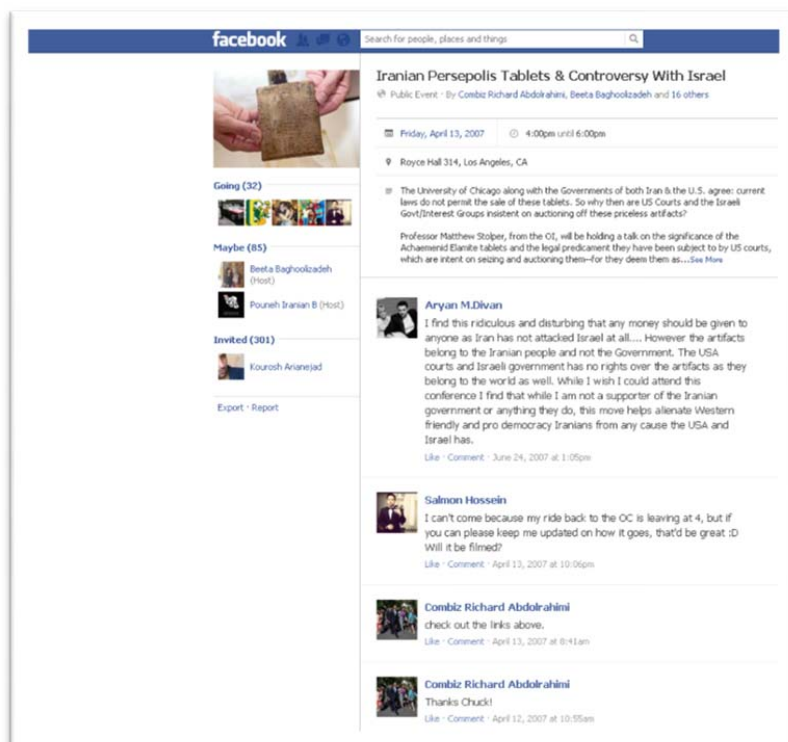 facebook
Search for people, places and things
Iranian Persepolis Tablets & Controversy With Israel
Public Event · By Combiz Richard Abdolrahimi, Beeta Baghoolizadeh and 16 others
Friday, April 13, 2007
4:00pm until 6:00pm
Royce Hall 314, Los Angeles, CA
The University of Chicago along with the Governments of both Iran & the U.S. agree: current
laws do not permit the sale of these tablets. So why then are US Courts and the Israeli
Govt/Interest Groups insistent on auctioning off these priceless artifacts?
Professor Matthew Stolper, from the OI, will be holding a talk on the significance of the
Achaemenid Elamite tablets and the legal predicament they have been subject to by US courts,
which are intent on seizing and auctioning them—for they deem them as...See More
Going (32)
Maybe (85)
Beeta Baghoolizadeh
(Host)
Pouneh Iranian B (Host)
Invited (301)
Kourosh Arianejad
Export · Report
Aryan M.Divan
I find this ridiculous and disturbing that any money should be given to
anyone as Iran has not attacked Israel at all.... However the artifacts
belong to the Iranian people and not the Government. The USA
courts and Israeli government has no rights over the artifacts as they
belong to the world as well. While I wish I could attend this
conference I find that while I am not a supporter of the Iranian
government or anything they do, this move helps alienate Western
friendly and pro democracy Iranians from any cause the USA and
Israel has.
Like · Comment · June 24, 2007 at 1:05pm
Salmon Hossein
I can't come because my ride back to the OC is leaving at 4, but if
you can please keep me updated on how it goes, that'd be great :D
Will it be filmed?
Like · Comment · April 13, 2007 at 10:06pm
Combiz Richard Abdolrahimi
check out the links above.
Like · Comment · April 13, 2007 at 8:41am
Combiz Richard Abdolrahimi
Thanks Chuck!
Like · Comment · April 12, 2007 at 10:55am